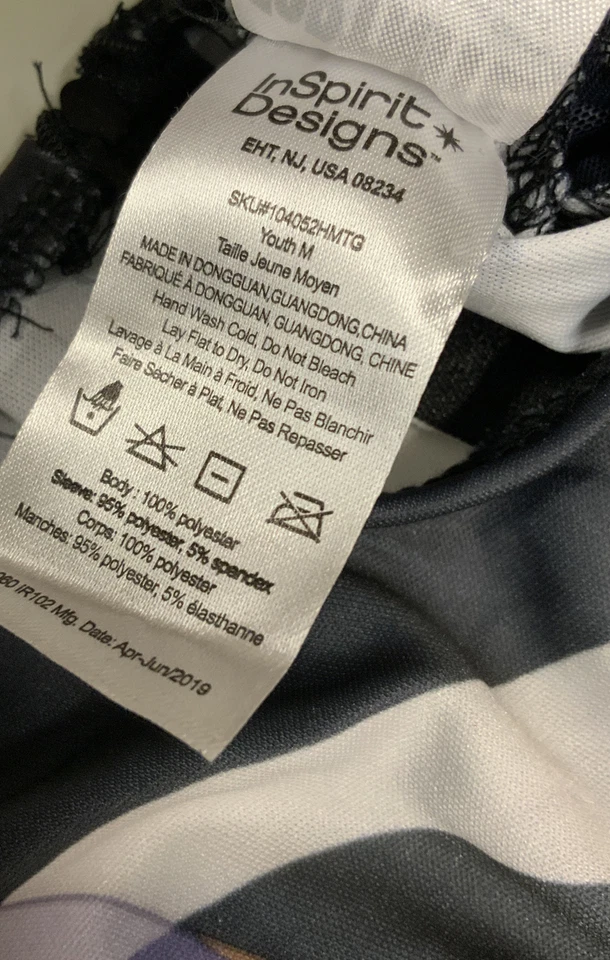 InSpirit
Designs™
EHT, NJ, USA 08234
SKU#104052HMTG
Youth M
Taille Jeune Moyen
MADE IN DONGGUAN,GUANGDONG,CHINA
FABRIQUÉ À DONGGUAN, GUANGDONG, CHINE
Hand Wash Cold, Do Not Bleach
Lay Flat to Dry, Do Not Iron
Lavage à La Main à Froid, Ne Pas Blanchir
Faire Sécher à Plat, Ne Pas Repasser
Body : 100% polyester
Sleeve: 95% polyester, 5% spandex
Corps: 100% polyester
Manches: 95% polyester, 5% élasthanne
IR102 Mfg. Date: Apr-Jun/2019